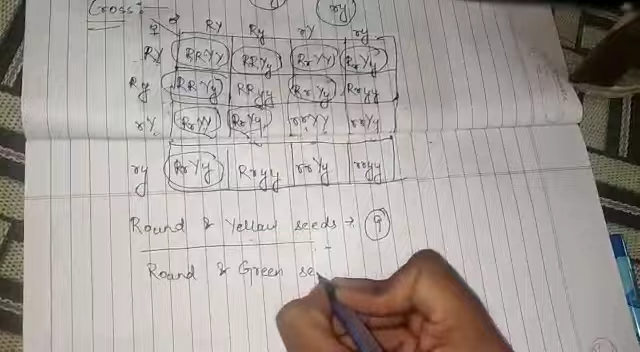 Cross:- ry
♀ ♂ RY Ry rY ry
RY RRYY RRYy RrYY RrYy
Ry RRYy RRyy RrYy Rryy
rY RrYY RrYy rrYY rrYy
ry RrYy Rryy rrYy rryy
Round & Yellow seeds → 9
Round & Green se